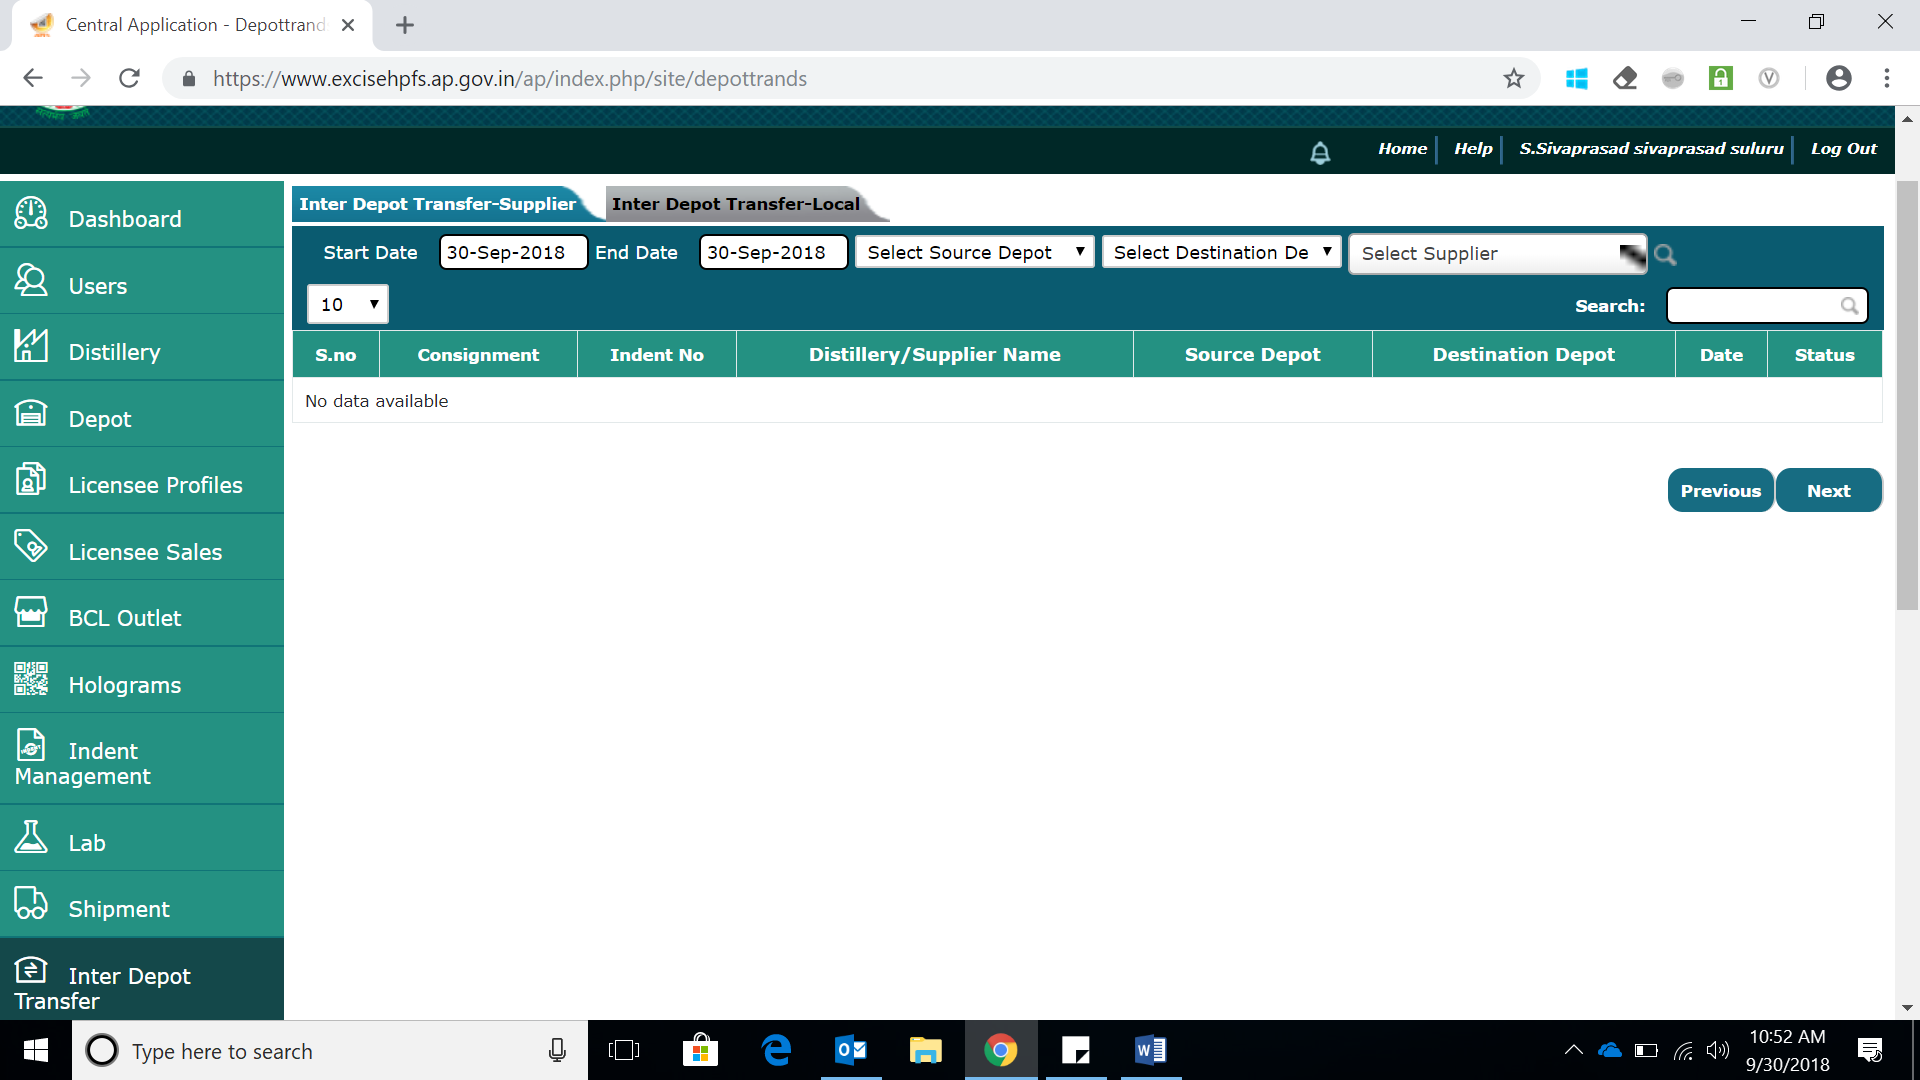 Central Application - Depottrand
https://www.excisehpfs.ap.gov.in/ap/index.php/site/depottrands
Home Help S.Sivaprasad sivaprasad suluru Log Out
Inter Depot Transfer-Supplier Inter Depot Transfer-Local
Start Date 30-Sep-2018 End Date 30-Sep-2018 Select Source Depot Select Destination De Select Supplier
10 Search:
S.no Consignment Indent No Distillery/Supplier Name Source Depot Destination Depot Date Status
No data available
Previous Next
Dashboard
Users
Distillery
Depot
Licensee Profiles
Licensee Sales
BCL Outlet
Holograms
Indent
Management
Lab
Shipment
Inter Depot
Transfer
Type here to search
10:52 AM
9/30/2018